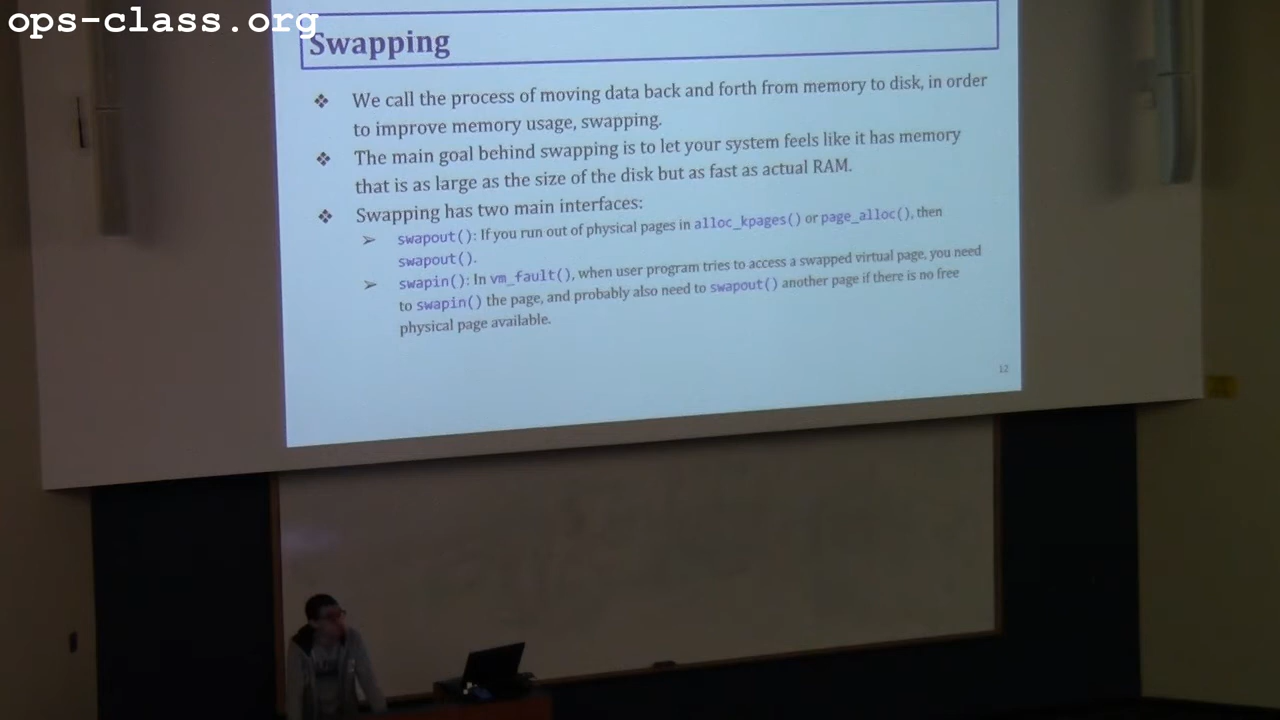 ops-class.org
Swapping
❖ We call the process of moving data back and forth from memory to disk, in order
to improve memory usage, swapping.
❖ The main goal behind swapping is to let your system feels like it has memory
that is as large as the size of the disk but as fast as actual RAM.
❖ Swapping has two main interfaces:
➢ swapout(): If you run out of physical pages in alloc_kpages() or page_alloc(), then
swapout().
➢ swapin(): In vm_fault(), when user program tries to access a swapped virtual page, you need
to swapin() the page, and probably also need to swapout() another page if there is no free
physical page available.
12